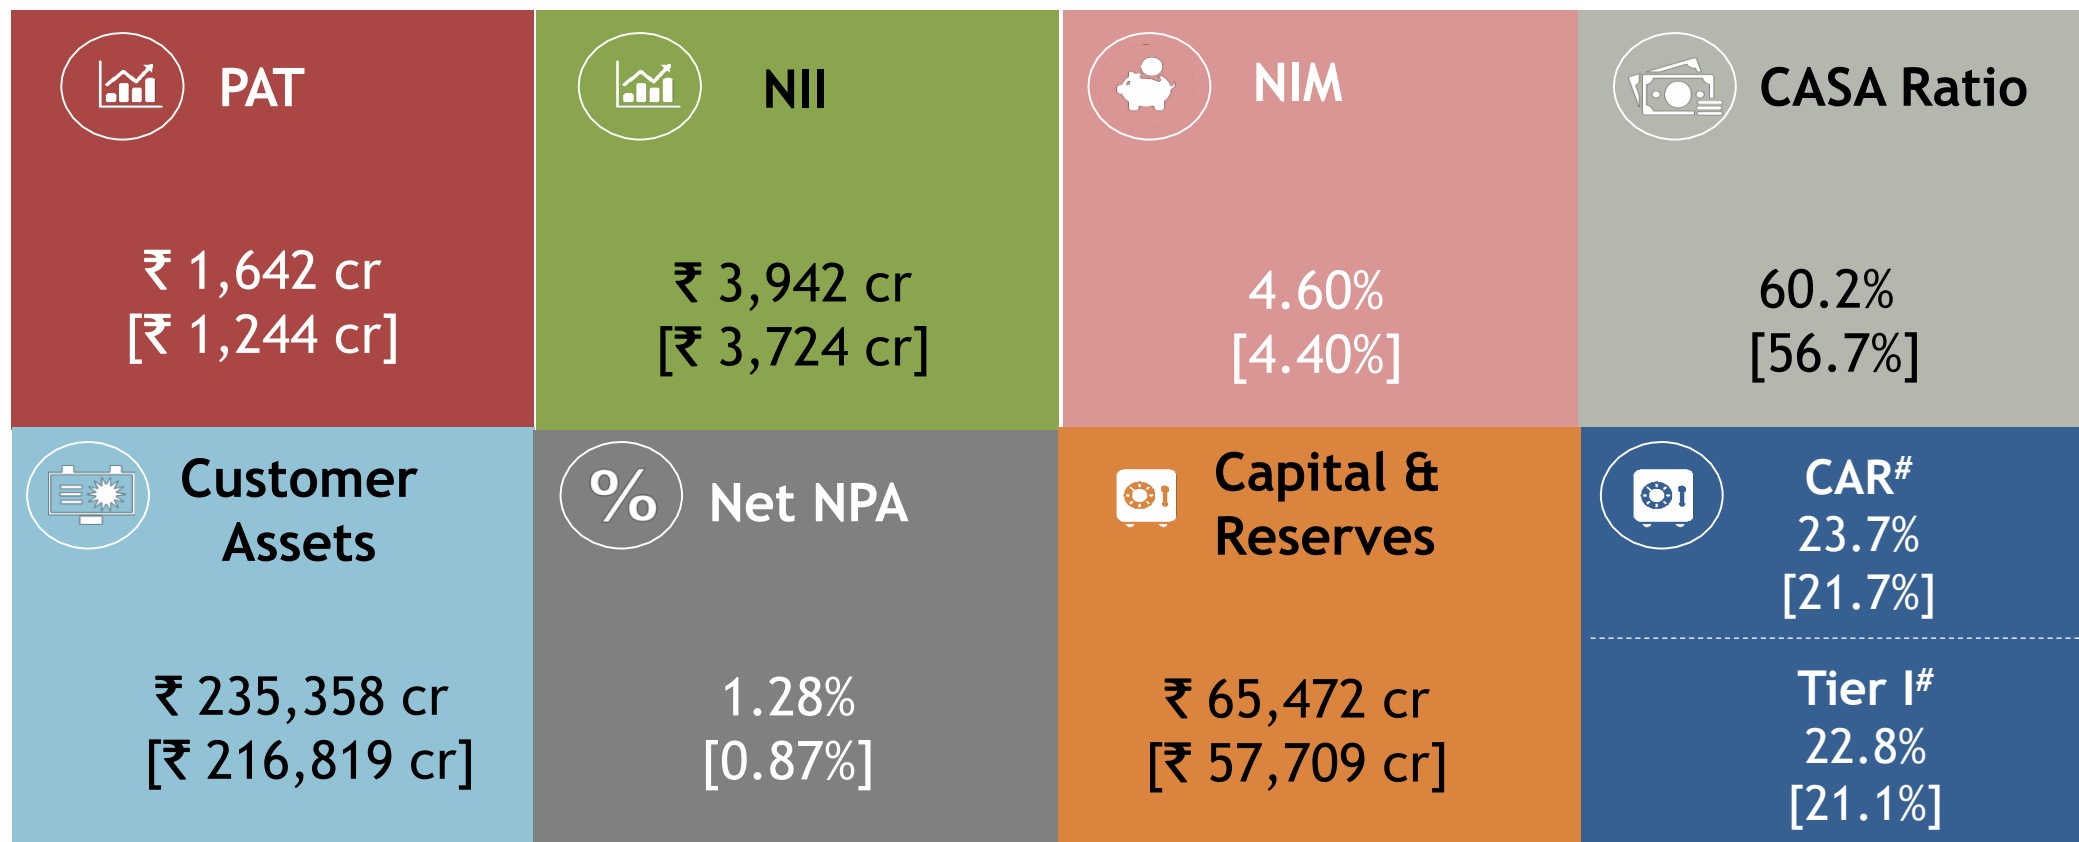 PAT
₹ 1,642 cr
[₹ 1,244 cr]
NII
₹ 3,942 cr
[₹ 3,724 cr]
NIM
4.60%
[4.40%]
CASA Ratio
60.2%
[56.7%]
Customer
Assets
₹ 235,358 cr
[₹ 216,819 cr]
%
Net NPA
1.28%
[0.87%]
Capital &
Reserves
₹ 65,472 cr
[₹ 57,709 cr]
CAR#
23.7%
[21.7%]
Tier I#
22.8%
[21.1%]